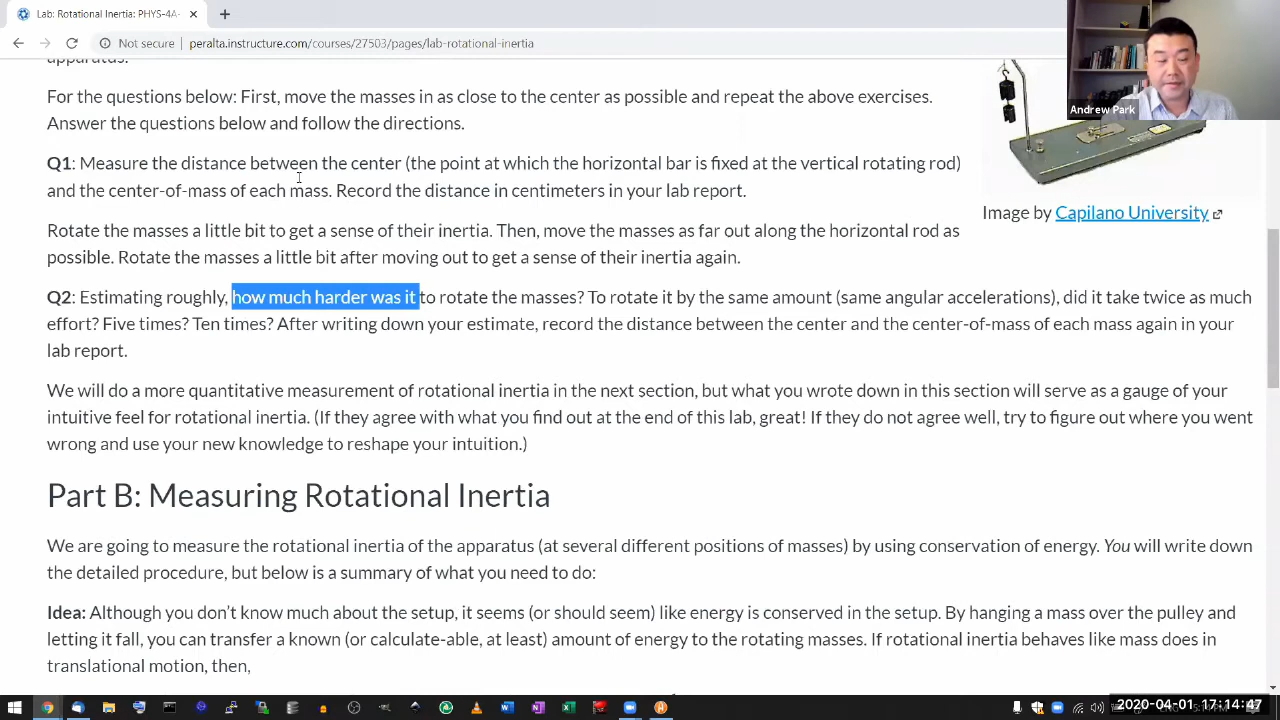 Lab: Rotational Inertia: PHYS-4A-
Not secure | peralta.instructure.com/courses/27503/pages/lab-rotational-inertia
Andrew Park
apparatus.
For the questions below: First, move the masses in as close to the center as possible and repeat the above exercises.
Answer the questions below and follow the directions.
Q1: Measure the distance between the center (the point at which the horizontal bar is fixed at the vertical rotating rod)
and the center-of-mass of each mass. Record the distance in centimeters in your lab report.
Image by Capilano University
Rotate the masses a little bit to get a sense of their inertia. Then, move the masses as far out along the horizontal rod as
possible. Rotate the masses a little bit after moving out to get a sense of their inertia again.
Q2: Estimating roughly, how much harder was it to rotate the masses? To rotate it by the same amount (same angular accelerations), did it take twice as much
effort? Five times? Ten times? After writing down your estimate, record the distance between the center and the center-of-mass of each mass again in your
lab report.
We will do a more quantitative measurement of rotational inertia in the next section, but what you wrote down in this section will serve as a gauge of your
intuitive feel for rotational inertia. (If they agree with what you find out at the end of this lab, great! If they do not agree well, try to figure out where you went
wrong and use your new knowledge to reshape your intuition.)
Part B: Measuring Rotational Inertia
We are going to measure the rotational inertia of the apparatus (at several different positions of masses) by using conservation of energy. You will write down
the detailed procedure, but below is a summary of what you need to do:
Idea: Although you don't know much about the setup, it seems (or should seem) like energy is conserved in the setup. By hanging a mass over the pulley and
letting it fall, you can transfer a known (or calculate-able, at least) amount of energy to the rotating masses. If rotational inertia behaves like mass does in
translational motion, then,
2020-04-01 17:14:47